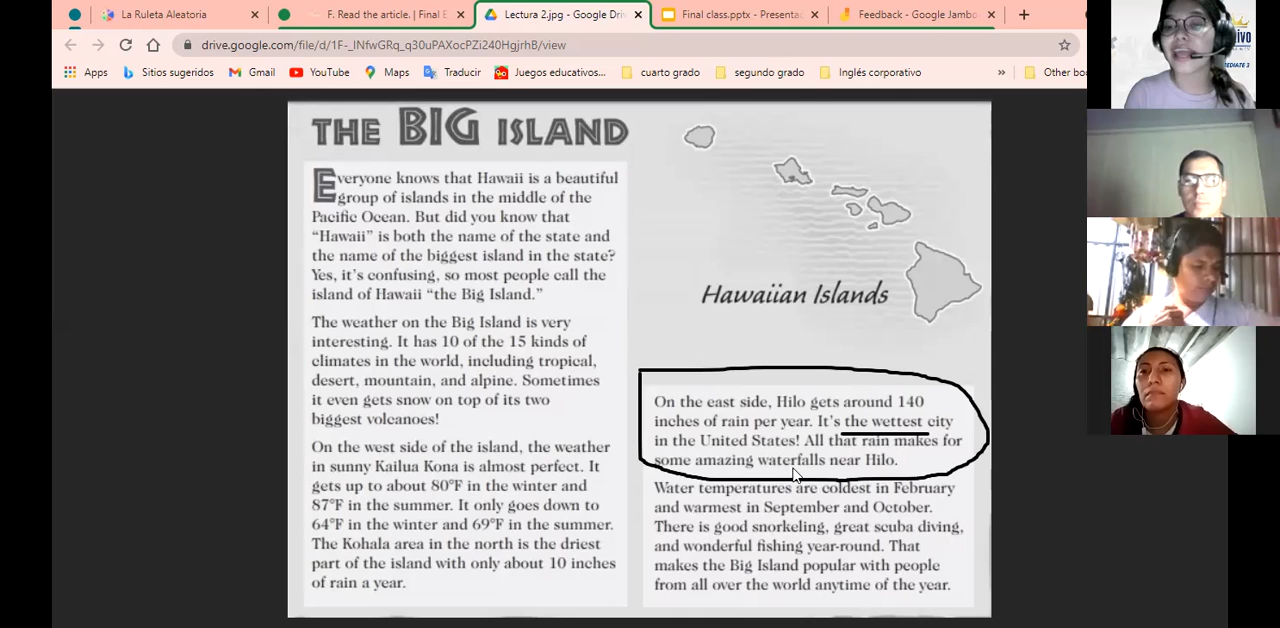 La Ruleta Aleatoria
F. Read the article. | Final E
Lectura 2.jpg - Google Dri
Final class.pptx - Presentac
Feedback - Google Jambo
drive.google.com/file/d/1F-_INfwGRq_q30uPAXocPZi240HgjrhB/view
Apps
Sitios sugeridos
Gmail
YouTube
Maps
Traducir
Juegos educativos...
cuarto grado
segundo grado
Inglés corporativo
»
Other boo
IVO
MEDIATE 3
THE BIG ISLAND
Everyone knows that Hawaii is a beautiful
group of islands in the middle of the
Pacific Ocean. But did you know that
“Hawaii” is both the name of the state and
the name of the biggest island in the state?
Yes, it’s confusing, so most people call the
island of Hawaii “the Big Island.”
The weather on the Big Island is very
interesting. It has 10 of the 15 kinds of
climates in the world, including tropical,
desert, mountain, and alpine. Sometimes
it even gets snow on top of its two
biggest volcanoes!
On the west side of the island, the weather
in sunny Kailua Kona is almost perfect. It
gets up to about 80°F in the winter and
87°F in the summer. It only goes down to
64°F in the winter and 69°F in the summer.
The Kohala area in the north is the driest
part of the island with only about 10 inches
of rain a year.
Hawaiian Islands
On the east side, Hilo gets around 140
inches of rain per year. It’s the wettest city
in the United States! All that rain makes for
some amazing waterfalls near Hilo.
Water temperatures are coldest in February
and warmest in September and October.
There is good snorkeling, great scuba diving,
and wonderful fishing year-round. That
makes the Big Island popular with people
from all over the world anytime of the year.